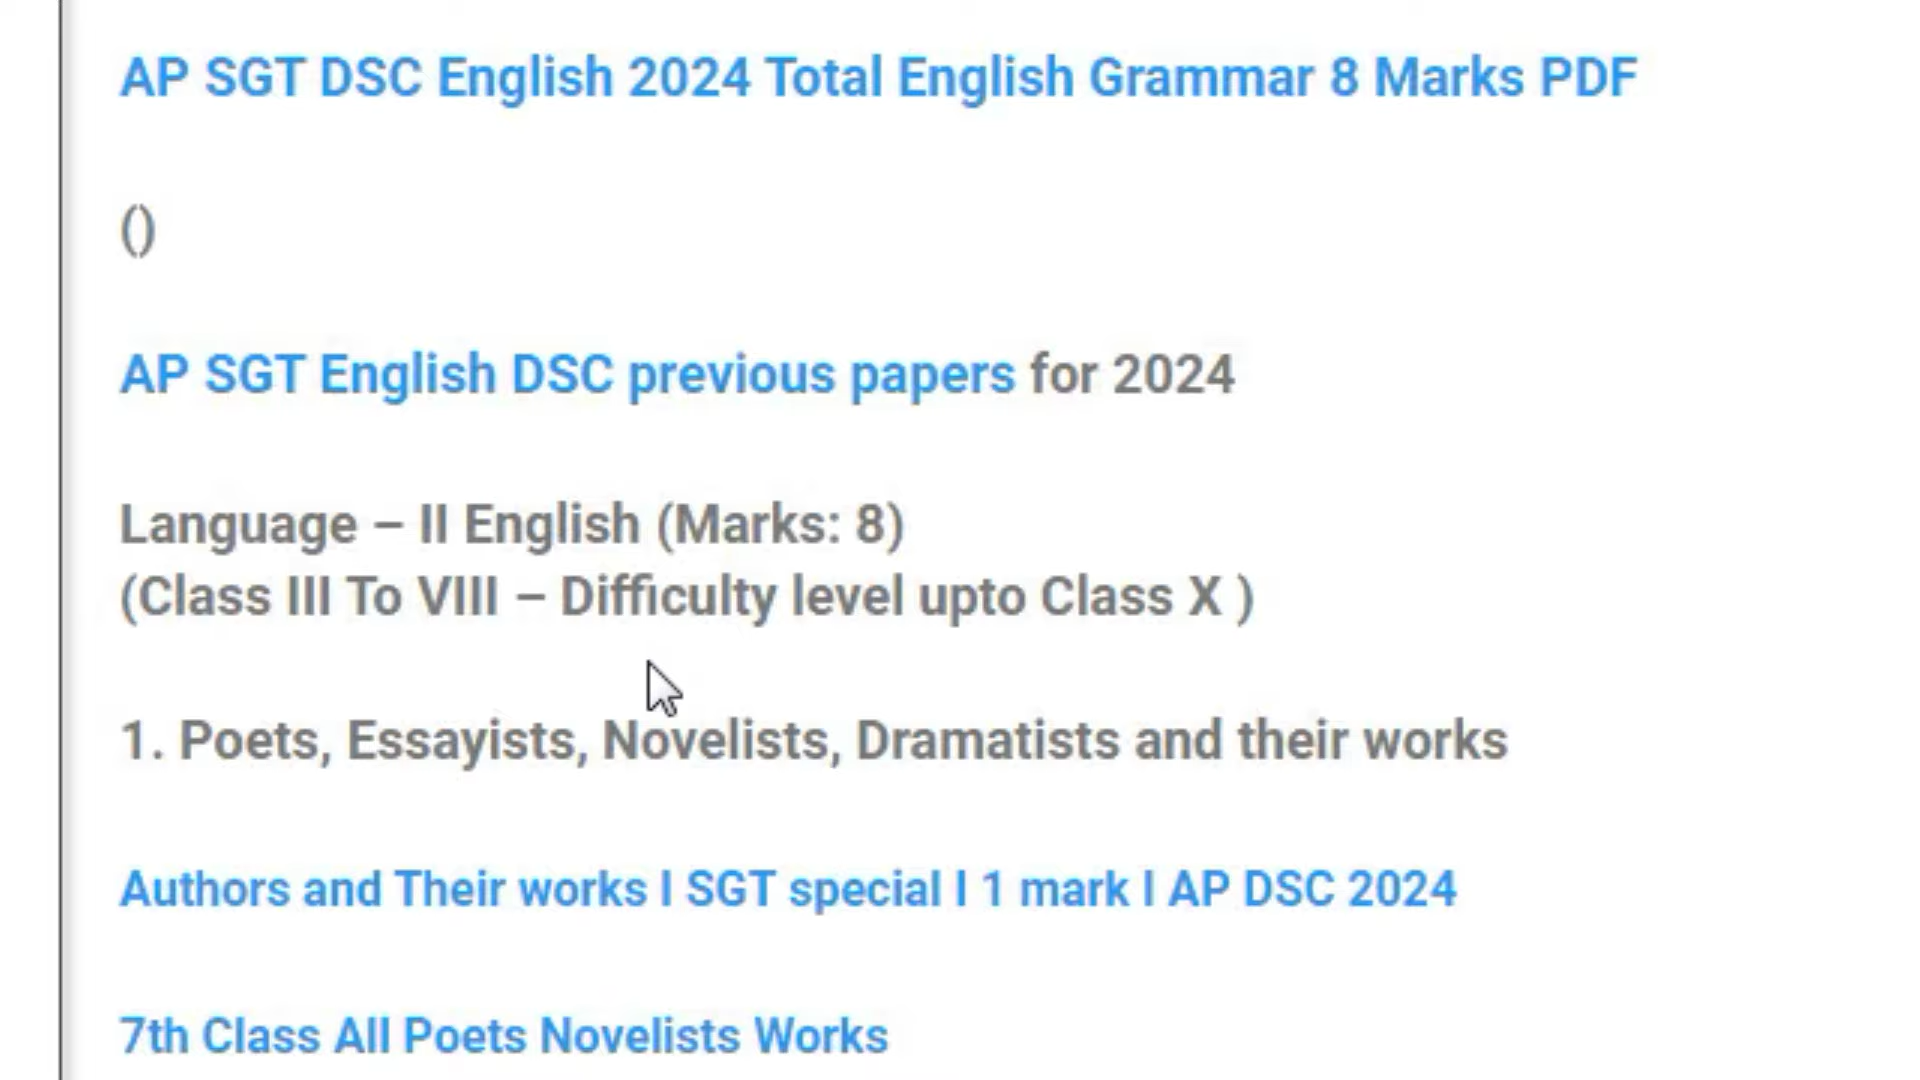 AP SGT DSC English 2024 Total English Grammar 8 Marks PDF
()
AP SGT English DSC previous papers for 2024
Language – II English (Marks: 8)
(Class III To VIII – Difficulty level upto Class X )
1. Poets, Essayists, Novelists, Dramatists and their works
Authors and Their works I SGT special I 1 mark I AP DSC 2024
7th Class All Poets Novelists Works